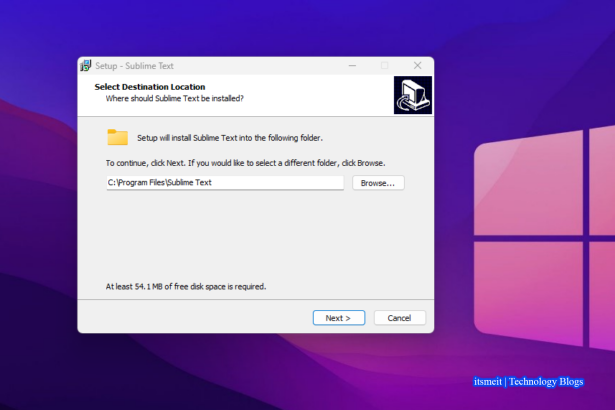 Setup - Sublime Text
Select Destination Location
Where should Sublime Text be installed?
Setup will install Sublime Text into the following folder.
To continue, click Next. If you would like to select a different folder, click Browse.
C:\Program Files\Sublime Text
Browse...
At least 54.1 MB of free disk space is required.
Next >
Cancel
itsmeit | Technology Blogs